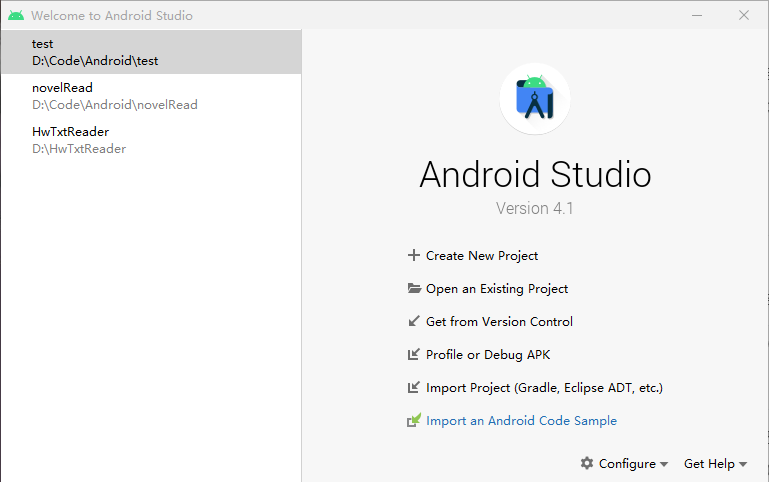 Welcome to Android Studio
test
D:\Code\Android\test
novelRead
D:\Code\Android\novelRead
HwTxtReader
D:\HwTxtReader
Android Studio
Version 4.1
Create New Project
Open an Existing Project
Get from Version Control
Profile or Debug APK
Import Project (Gradle, Eclipse ADT, etc.)
Import an Android Code Sample
Configure Get Help